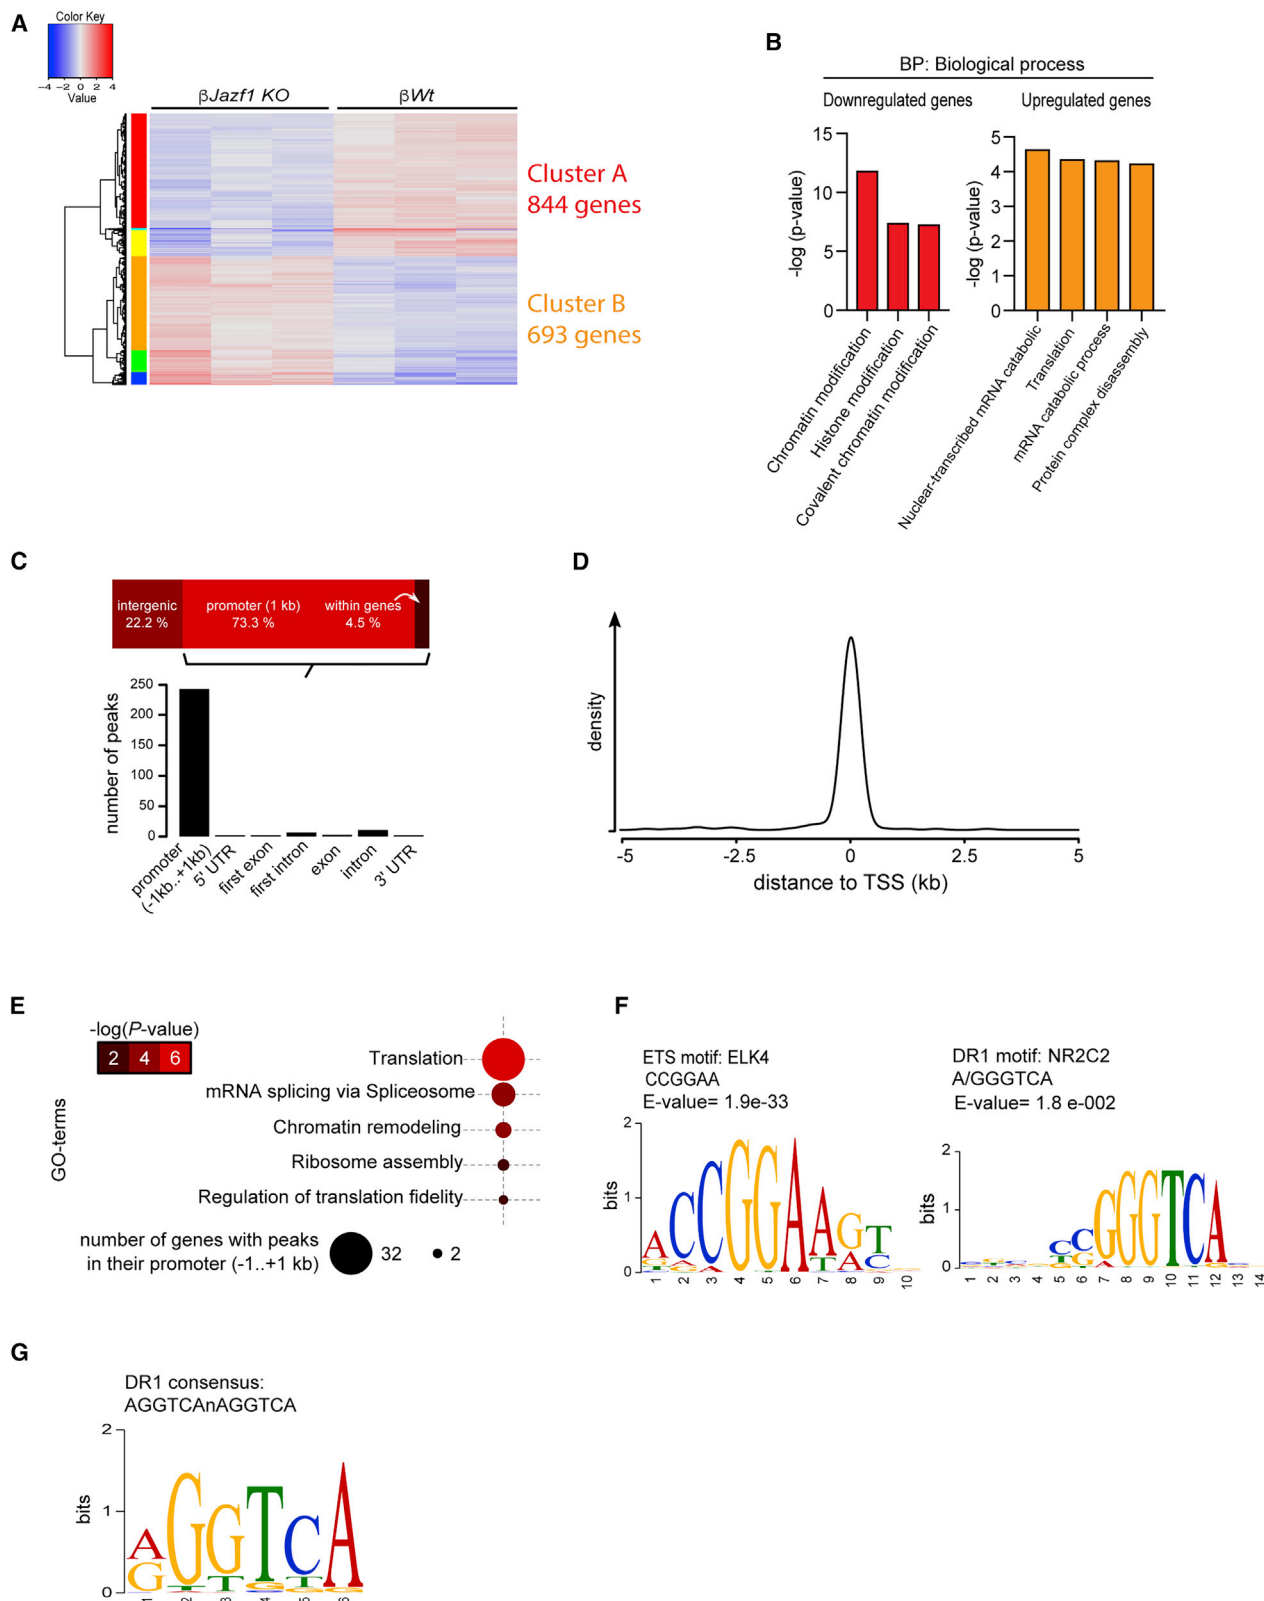 A
Color Key
−4 −2 0 2 4
Value
βJazf1 KO
βWt
Cluster A
844 genes
Cluster B
693 genes
B
BP: Biological process
Downregulated genes
Upregulated genes
-log (p-value)
15
10
5
0
Chromatin modification
Histone modification
Covalent chromatin modification
-log (p-value)
5
4
3
2
1
0
Nuclear-transcribed mRNA catabolic
Translation
mRNA catabolic process
Protein complex disassembly
C
intergenic
22.2 %
promoter (1 kb)
73.3 %
within genes
4.5 %
number of peaks
250
200
150
100
50
0
promoter
(-1kb..+1kb)
5' UTR
first exon
first intron
exon
intron
3' UTR
D
density
-5 -2.5 0 2.5 5
distance to TSS (kb)
E
-log(P-value)
2 4 6
GO-terms
Translation
mRNA splicing via Spliceosome
Chromatin remodeling
Ribosome assembly
Regulation of translation fidelity
number of genes with peaks
in their promoter (-1..+1 kb)
32
2
F
ETS motif: ELK4
CCGGAA
E-value= 1.9e-33
bits
2
1
0
1 2 3 4 5 6 7 8 9 10
DR1 motif: NR2C2
A/GGGTCA
E-value= 1.8 e-002
bits
2
1
0
1 2 3 4 5 6 7 8 9 10 11 12 13 14
G
DR1 consensus:
AGGTCAnAGGTCA
bits
2
1
0